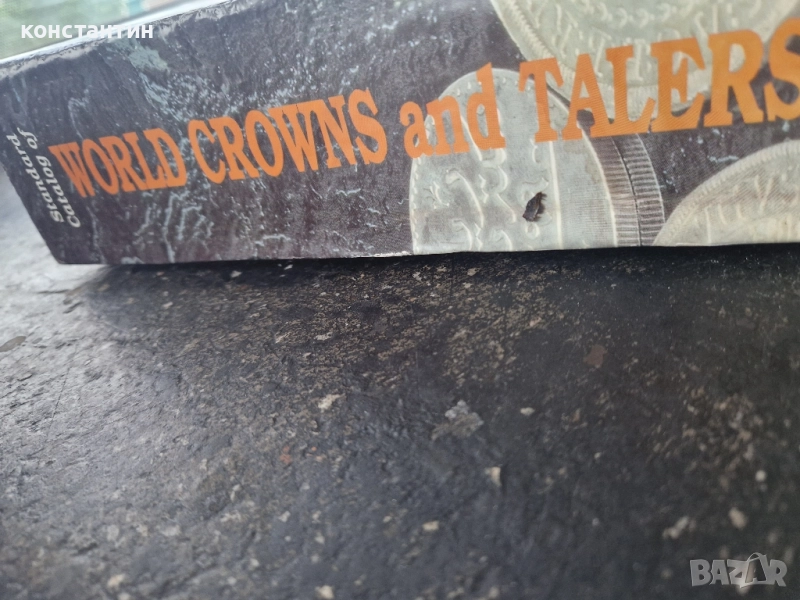 константин
Standard
Catalog of
WORLD CROWNS and TALERS
BAZAR